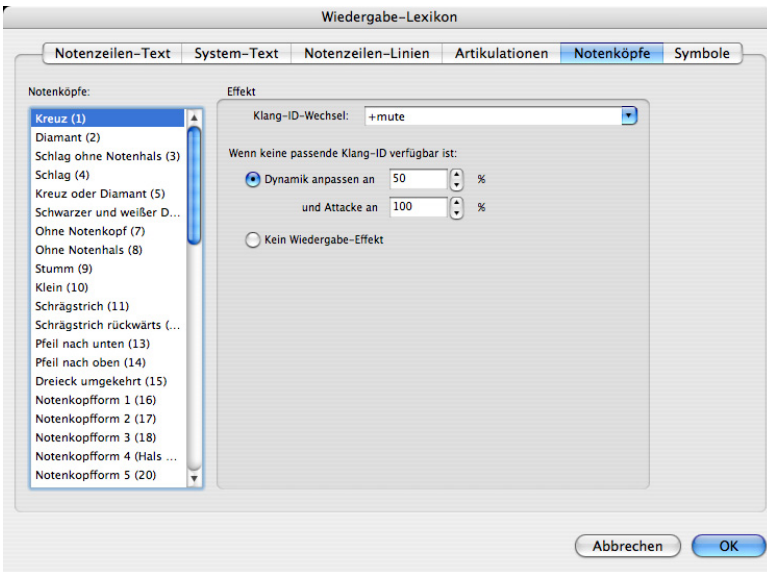 Wiedergabe-Lexikon
Notenzeilen-Text System-Text Notenzeilen-Linien Artikulationen Notenköpfe Symbole
Notenköpfe:
Kreuz (1)
Diamant (2)
Schlag ohne Notenhals (3)
Schlag (4)
Kreuz oder Diamant (5)
Schwarzer und weißer D...
Ohne Notenkopf (7)
Ohne Notenhals (8)
Stumm (9)
Klein (10)
Schrägstrich (11)
Schrägstrich rückwärts (...
Pfeil nach unten (13)
Pfeil nach oben (14)
Dreieck umgekehrt (15)
Notenkopfform 1 (16)
Notenkopfform 2 (17)
Notenkopfform 3 (18)
Notenkopfform 4 (Hals ...
Notenkopfform 5 (20)
Effekt
Klang-ID-Wechsel: +mute
Wenn keine passende Klang-ID verfügbar ist:
Dynamik anpassen an 50 %
und Attacke an 100 %
Kein Wiedergabe-Effekt
Abbrechen OK